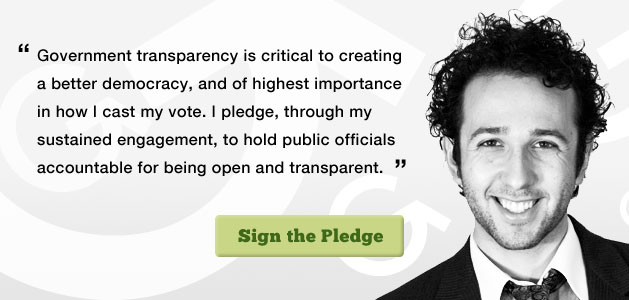 “ Government transparency is critical to creating
a better democracy, and of highest importance
in how I cast my vote. I pledge, through my
sustained engagement, to hold public officials
accountable for being open and transparent. ”
Sign the Pledge